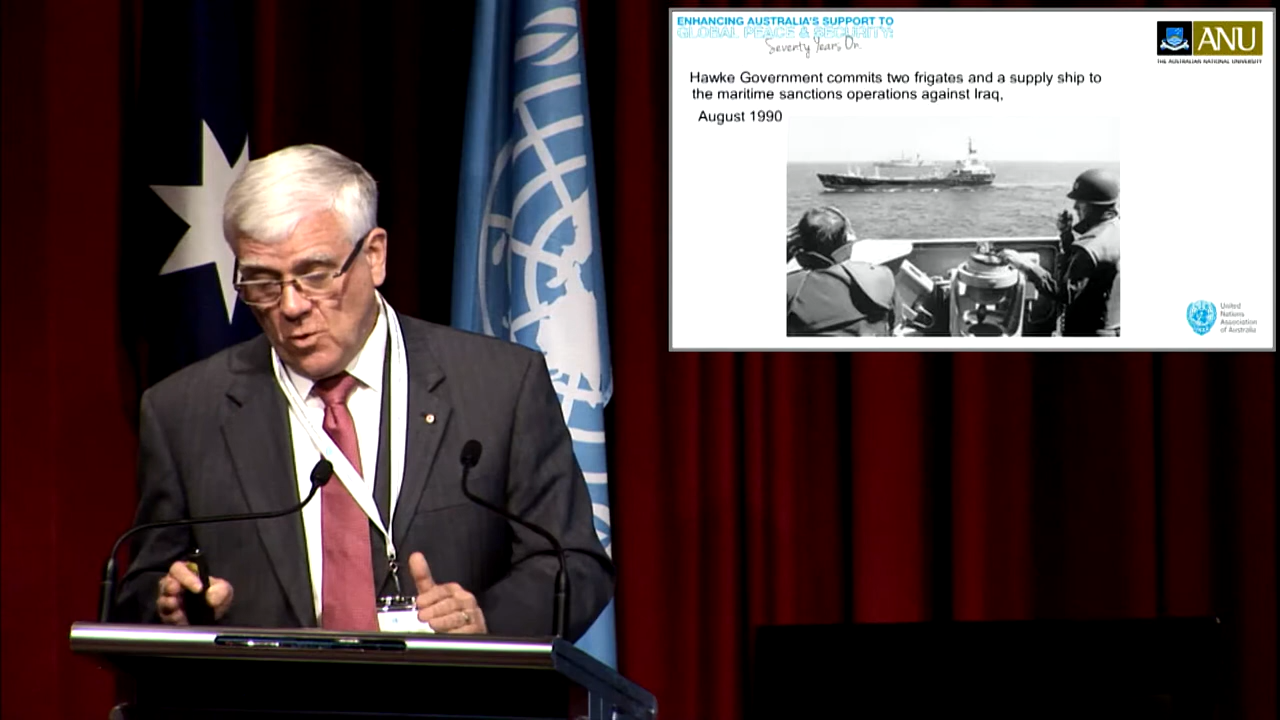 ENHANCING AUSTRALIA'S SUPPORT TO
GLOBAL PEACE & SECURITY:
Seventy Years On
ANU
THE AUSTRALIAN NATIONAL UNIVERSITY
Hawke Government commits two frigates and a supply ship to
the maritime sanctions operations against Iraq,
August 1990
United
Nations
Association
of Australia